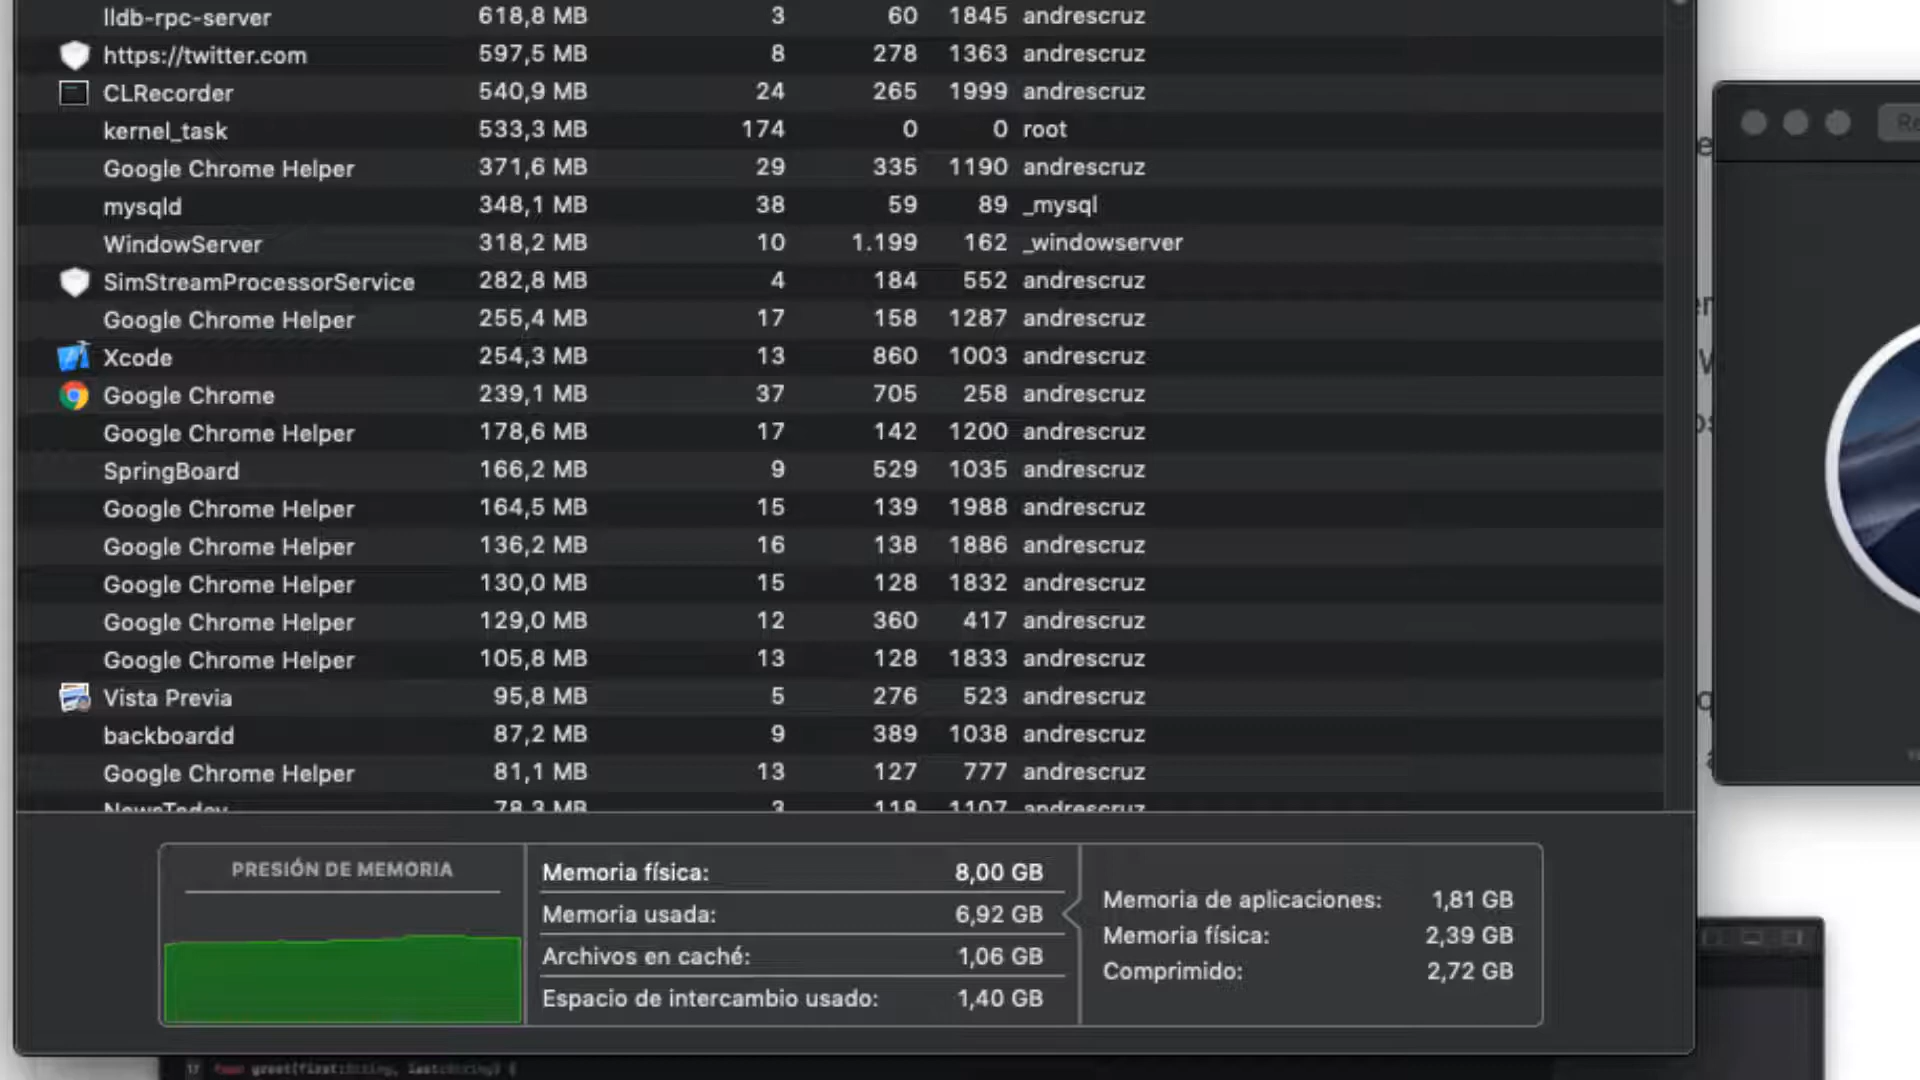 lldb-rpc-server 618,8 MB 3 60 1845 andrescruz
https://twitter.com 597,5 MB 8 278 1363 andrescruz
CLRecorder 540,9 MB 24 265 1999 andrescruz
kernel_task 533,3 MB 174 0 0 root
Google Chrome Helper 371,6 MB 29 335 1190 andrescruz
mysqld 348,1 MB 38 59 89 _mysql
WindowServer 318,2 MB 10 1.199 162 _windowserver
SimStreamProcessorService 282,8 MB 4 184 552 andrescruz
Google Chrome Helper 255,4 MB 17 158 1287 andrescruz
Xcode 254,3 MB 13 860 1003 andrescruz
Google Chrome 239,1 MB 37 705 258 andrescruz
Google Chrome Helper 178,6 MB 17 142 1200 andrescruz
SpringBoard 166,2 MB 9 529 1035 andrescruz
Google Chrome Helper 164,5 MB 15 139 1988 andrescruz
Google Chrome Helper 136,2 MB 16 138 1886 andrescruz
Google Chrome Helper 130,0 MB 15 128 1832 andrescruz
Google Chrome Helper 129,0 MB 12 360 417 andrescruz
Google Chrome Helper 105,8 MB 13 128 1833 andrescruz
Vista Previa 95,8 MB 5 276 523 andrescruz
backboardd 87,2 MB 9 389 1038 andrescruz
Google Chrome Helper 81,1 MB 13 127 777 andrescruz
NewsToday 78,3 MB 3 118 1107 andrescruz
PRESIÓN DE MEMORIA
Memoria física: 8,00 GB
Memoria usada: 6,92 GB
Archivos en caché: 1,06 GB
Espacio de intercambio usado: 1,40 GB
Memoria de aplicaciones: 1,81 GB
Memoria física: 2,39 GB
Comprimido: 2,72 GB